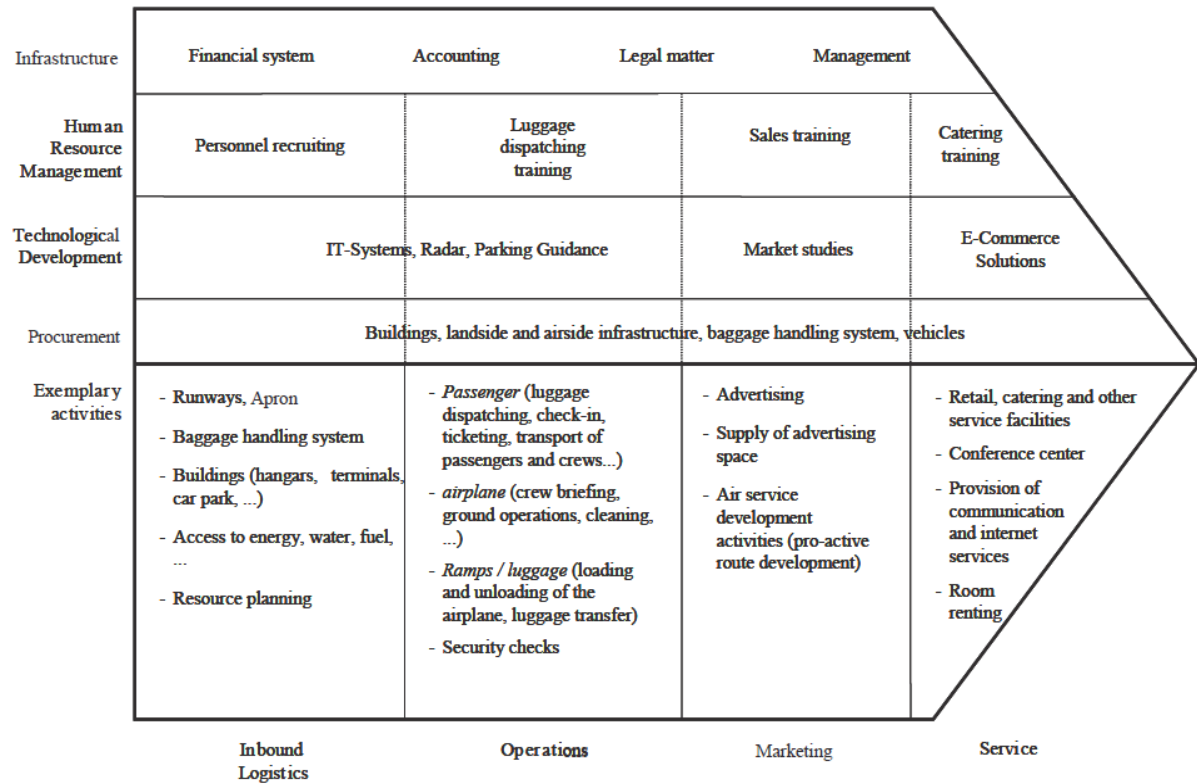 Infrastructure
Financial system
Accounting
Legal matter
Management
Human
Resource
Management
Personnel recruiting
Luggage
dispatching
training
Sales training
Catering
training
Technological
Development
IT-Systems, Radar, Parking Guidance
Market studies
E-Commerce
Solutions
Procurement
Buildings, landside and airside infrastructure, baggage handling system, vehicles
Exemplary
activities
- Runways, Apron
- Baggage handling system
- Buildings (hangars, terminals,
car park, ...)
- Access to energy, water, fuel,
...
- Resource planning
- Passenger (luggage
dispatching, check-in,
ticketing, transport of
passengers and crews...)
- airplane (crew briefing,
ground operations, cleaning,
...)
- Ramps / luggage (loading
and unloading of the
airplane, luggage transfer)
- Security checks
- Advertising
- Supply of advertising
space
- Air service
development
activities (pro-active
route development)
- Retail, catering and other
service facilities
- Conference center
- Provision of
communication
and internet
services
- Room
renting
Inbound
Logistics
Operations
Marketing
Service